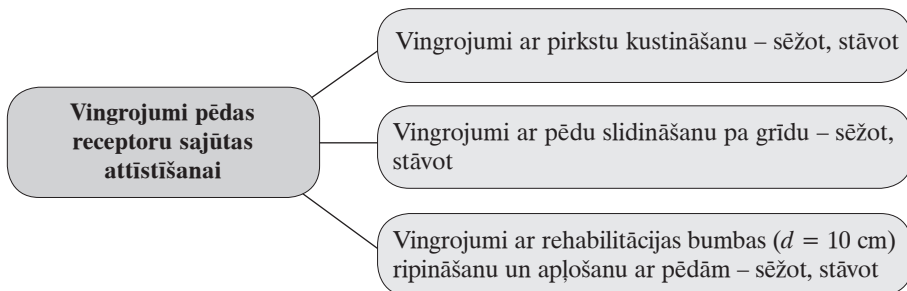 Vingrojumi ar pirkstu kustināšanu – sēžot, stāvot
Vingrojumi pēdas
receptoru sajūtas
attīstīšanai
Vingrojumi ar pēdu slidināšanu pa grīdu – sēžot,
stāvot
Vingrojumi ar rehabilitācijas bumbas (d = 10 cm)
ripināšanu un apļošanu ar pēdām – sēžot, stāvot